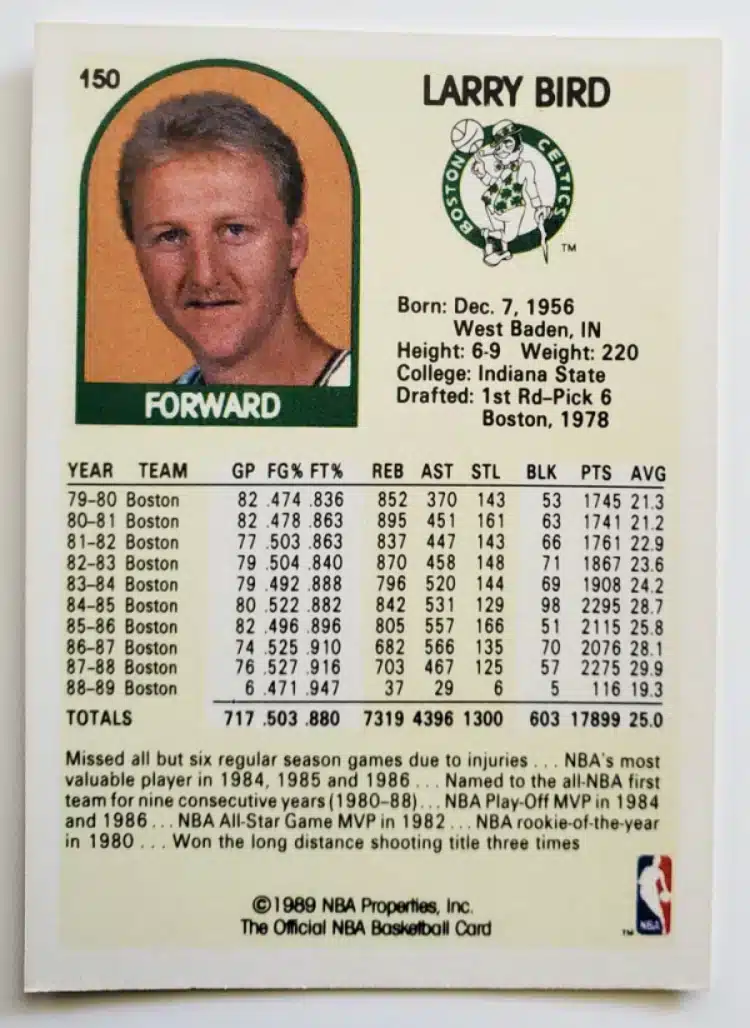 150
LARRY BIRD
BOSTON CELTICS
TM
Born: Dec. 7, 1956
West Baden, IN
Height: 6-9 Weight: 220
College: Indiana State
Drafted: 1st Rd-Pick 6
Boston, 1978
FORWARD
YEAR TEAM GP FG% FT% REB AST STL BLK PTS AVG
79-80 Boston 82 .474 .836 852 370 143 53 1745 21.3
80-81 Boston 82 .478 .863 895 451 161 63 1741 21.2
81-82 Boston 77 .503 .863 837 447 143 66 1761 22.9
82-83 Boston 79 .504 .840 870 458 148 71 1867 23.6
83-84 Boston 79 .492 .888 796 520 144 69 1908 24.2
84-85 Boston 80 .522 .882 842 531 129 98 2295 28.7
85-86 Boston 82 .496 .896 805 557 166 51 2115 25.8
86-87 Boston 74 .525 .910 682 566 135 70 2076 28.1
87-88 Boston 76 .527 .916 703 467 125 57 2275 29.9
88-89 Boston 6 .471 .947 37 29 6 5 116 19.3
TOTALS 717 .503 .880 7319 4396 1300 603 17899 25.0
Missed all but six regular season games due to injuries . . . NBA's most
valuable player in 1984, 1985 and 1986 . . . Named to the all-NBA first
team for nine consecutive years (1980-88) . . . NBA Play-Off MVP in 1984
and 1986 . . . NBA All-Star Game MVP in 1982 . . . NBA rookie-of-the-year
in 1980 . . . Won the long distance shooting title three times
©1989 NBA Properties, Inc.
The Official NBA Basketball Card
TM
NBA